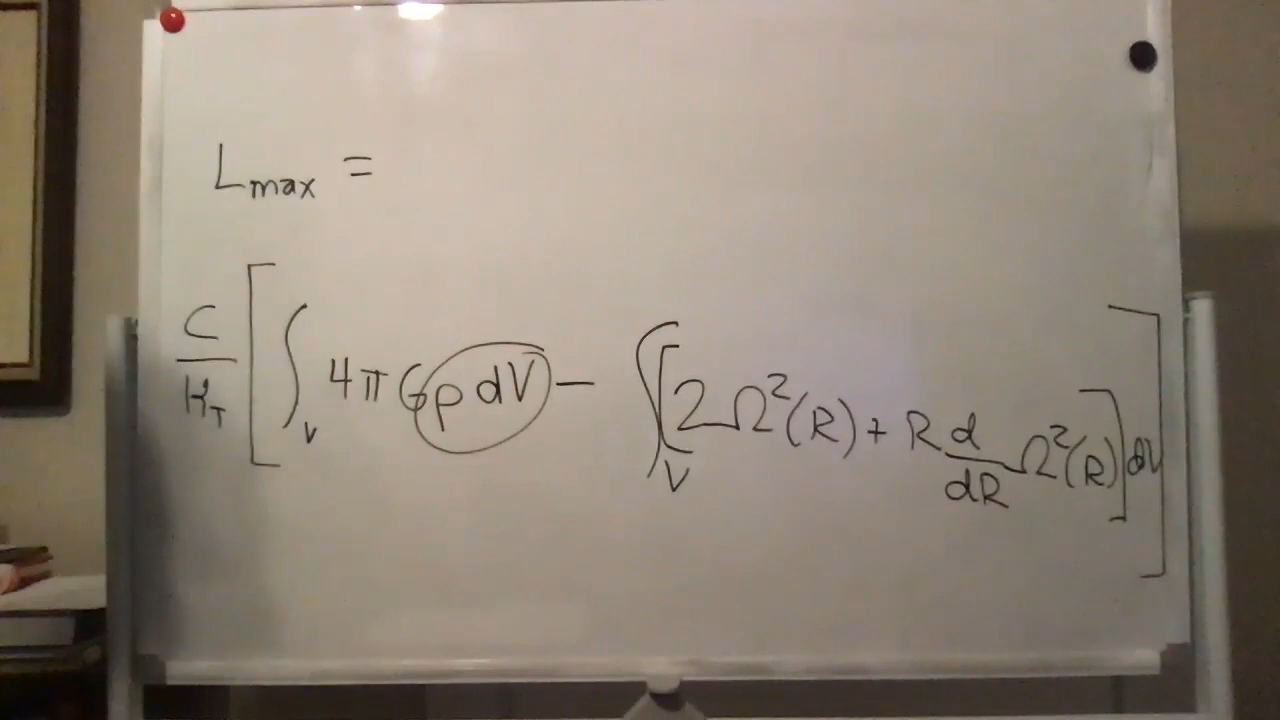 L_max =
C/κ_T [ ∫_V 4πGρ dV − ∫_V [ 2Ω²(R) + R d/dR Ω²(R) ] dV ]